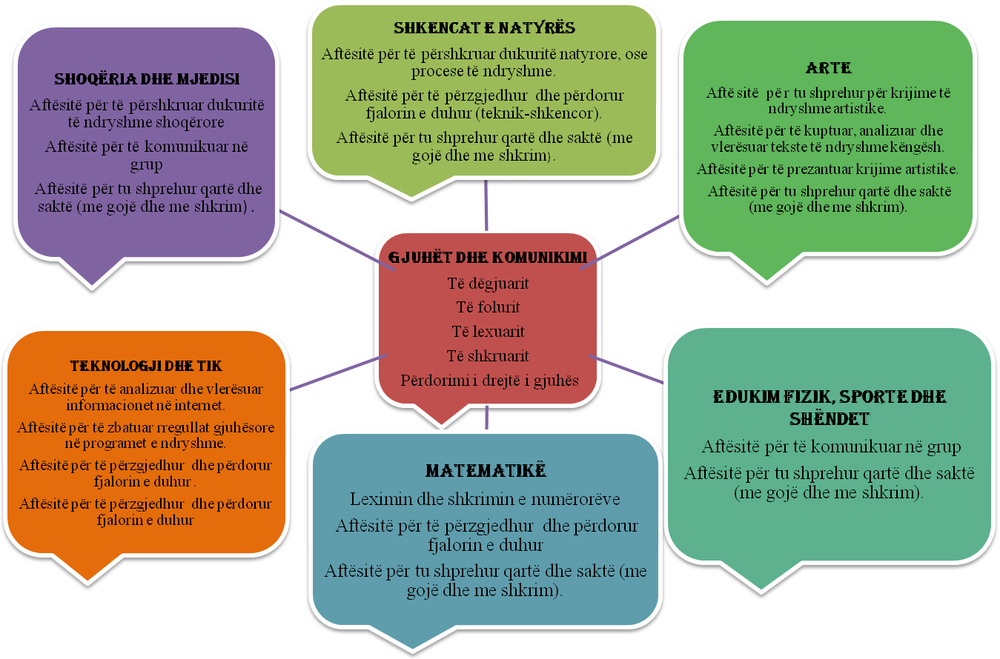 SHOQËRIA DHE MJEDISI
Aftësitë për të përshkruar dukuritë
të ndryshme shoqërore
Aftësitë për të komunikuar në
grup
Aftësitë për tu shprehur qartë dhe
saktë (me gojë dhe me shkrim) .
SHKENCAT E NATYRËS
Aftësitë për të përshkruar dukuritë natyrore, ose
procese të ndryshme.
Aftësitë për të përzgjedhur dhe përdorur
fjalorin e duhur (teknik-shkencor).
Aftësitë për tu shprehur qartë dhe saktë (me
gojë dhe me shkrim).
ARTE
Aftë sitë pë r tu shprehur për krijime të
ndryshme artistike.
Aftësitë për të kuptuar, analizuar dhe
vlerësuar tekste të ndryshme këngësh.
Aftësitë për të prezantuar krijime artistike.
Aftësitë për tu shprehur qartë dhe saktë
(me gojë dhe me shkrim).
GJUHËT DHE KOMUNIKIMI
Të dëgjuarit
Të folurit
Të lexuarit
Të shkruarit
Përdorimi i drejtë i gjuhës
TEKNOLOGJI DHE TIK
Aftësitë për të analizuar dhe vlerësuar
informacionet në internet.
Aftësitë për të zbatuar rregullat gjuhësore
në programet e ndryshme.
Aftësitë për të përzgjedhur dhe përdorur
fjalorin e duhur .
Aftësitë për të përzgjedhur dhe përdorur
fjalorin e duhur
MATEMATIKË
Leximin dhe shkrimin e numërorëve
Aftësitë për të përzgjedhur dhe përdorur
fjalorin e duhur
Aftësitë për tu shprehur qartë dhe saktë (me
gojë dhe me shkrim).
EDUKIM FIZIK, SPORTE DHE
SHËNDET
Aftësitë për të komunikuar në grup
Aftësitë për tu shprehur qartë dhe saktë
(me gojë dhe me shkrim).